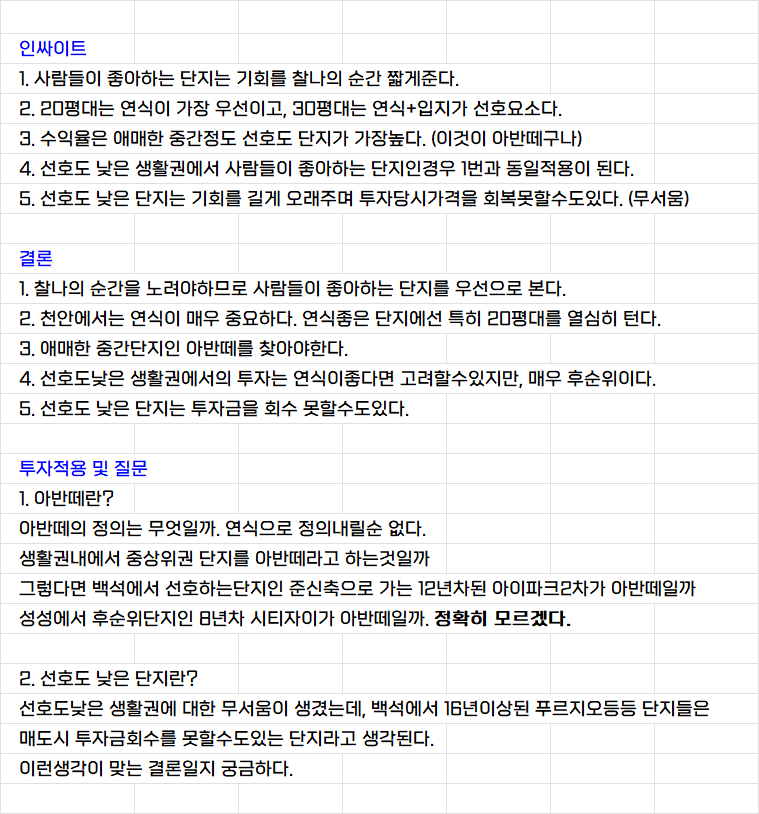 인싸이트
1. 사람들이 좋아하는 단지는 기회를 찰나의 순간 짧게준다.
2. 20평대는 연식이 가장 우선이고, 30평대는 연식+입지가 선호요소다.
3. 수익율은 애매한 중간정도 선호도 단지가 가장높다. (이것이 아반떼구나)
4. 선호도 낮은 생활권에서 사람들이 좋아하는 단지인경우 1번과 동일적용이 된다.
5. 선호도 낮은 단지는 기회를 길게 오래주며 투자당시가격을 회복못할수도있다. (무서움)
결론
1. 찰나의 순간을 노려야하므로 사람들이 좋아하는 단지를 우선으로 본다.
2. 천안에서는 연식이 매우 중요하다. 연식좋은 단지에선 특히 20평대를 열심히 턴다.
3. 애매한 중간단지인 아반떼를 찾아야한다.
4. 선호도낮은 생활권에서의 투자는 연식이좋다면 고려할수있지만, 매우 후순위이다.
5. 선호도 낮은 단지는 투자금을 회수 못할수도있다.
투자적용 및 질문
1. 아반떼란?
아반떼의 정의는 무엇일까. 연식으로 정의내릴순 없다.
생활권내에서 중상위권 단지를 아반떼라고 하는것일까
그렇다면 백석에서 선호하는단지인 준신축으로 가는 12년차된 아이파크2차가 아반떼일까
성성에서 후순위단지인 8년차 시티자이가 아반떼일까. 정확히 모르겠다.
2. 선호도 낮은 단지란?
선호도낮은 생활권에 대한 무서움이 생겼는데, 백석에서 16년이상된 푸르지오등등 단지들은
매도시 투자금회수를 못할수도있는 단지라고 생각된다.
이런생각이 맞는 결론일지 궁금하다.